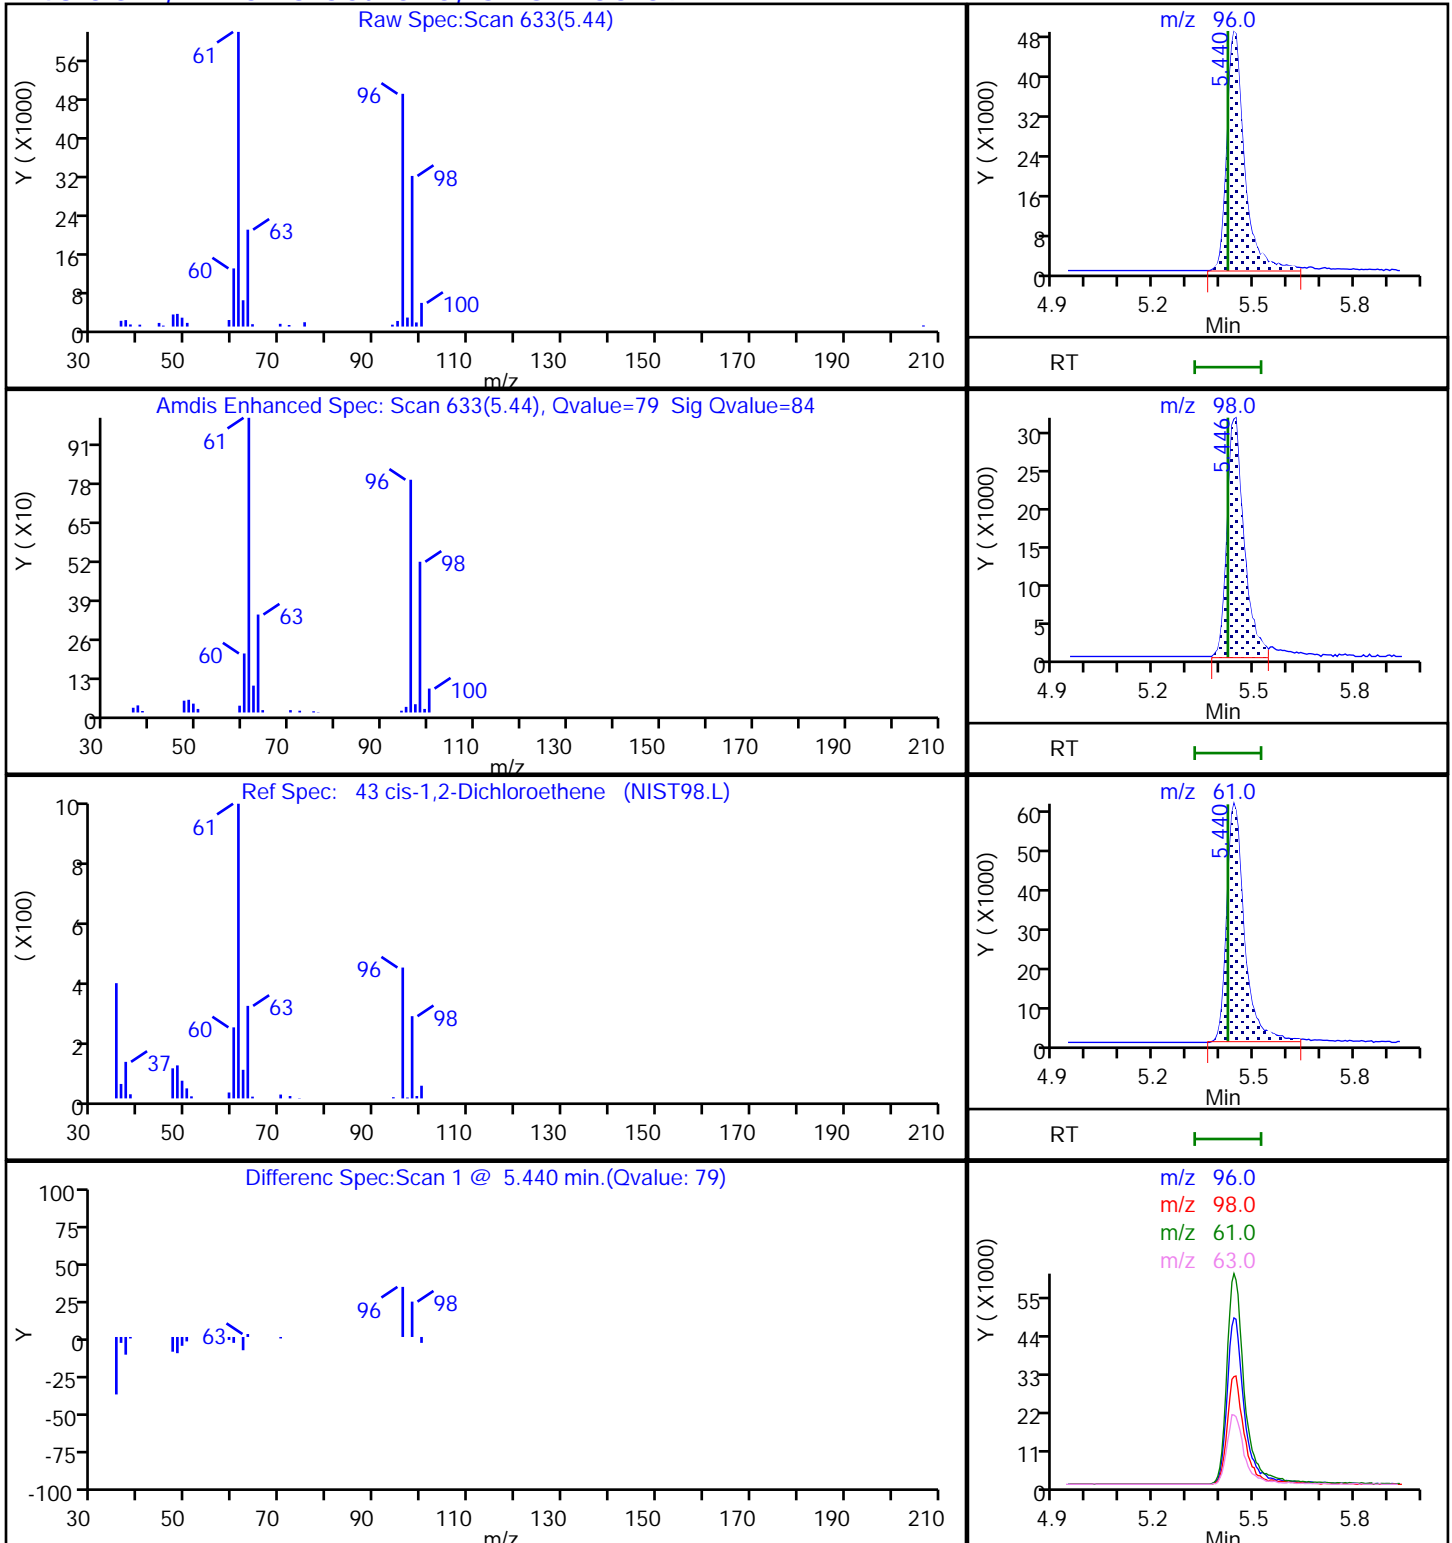 Raw Spec:Scan 633(5.44)
Y ( X1000)
56
48
40
32
24
16
8
0
61
96
98
63
60
100
30 50 70 90 110 130 150 170 190 210
m/z
m/z 96.0
Y ( X1000)
48
40
32
24
16
8
0
5.440
4.9 5.2 5.5 5.8
Min
RT
Amdis Enhanced Spec: Scan 633(5.44), Qvalue=79 Sig Qvalue=84
Y ( X10)
91
78
65
52
39
26
13
0
61
96
98
63
60
100
30 50 70 90 110 130 150 170 190 210
m/z
m/z 98.0
Y ( X1000)
30
25
20
15
10
5
0
5.446
4.9 5.2 5.5 5.8
Min
RT
Ref Spec: 43 cis-1,2-Dichloroethene (NIST98.L)
( X100)
10
8
6
4
2
0
61
96
63
98
60
37
30 50 70 90 110 130 150 170 190 210
m/z 61.0
Y ( X1000)
60
50
40
30
20
10
0
5.440
4.9 5.2 5.5 5.8
Min
RT
Differenc Spec:Scan 1 @ 5.440 min.(Qvalue: 79)
Y
100
75
50
25
0
-25
-50
-75
-100
96
98
63
30 50 70 90 110 130 150 170 190 210
m/z
m/z 96.0
m/z 98.0
m/z 61.0
m/z 63.0
Y ( X1000)
55
44
33
22
11
0
4.9 5.2 5.5 5.8
Min